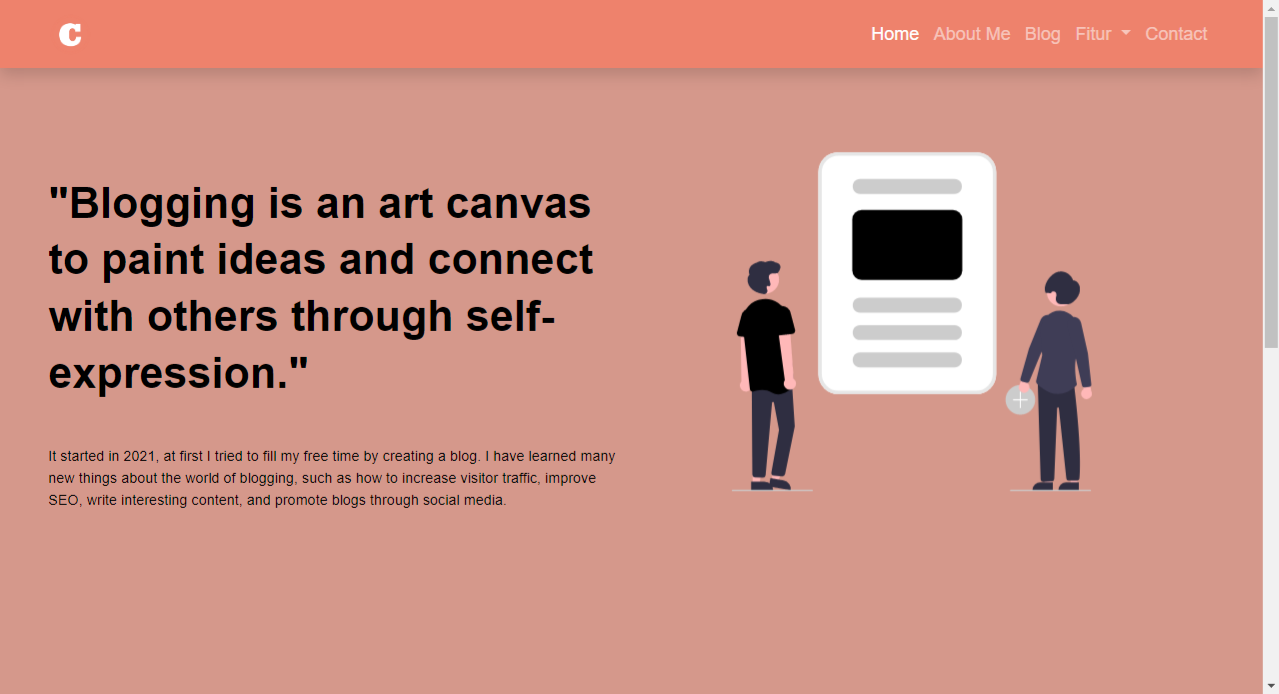 C
Home About Me Blog Fitur Contact
"Blogging is an art canvas
to paint ideas and connect
with others through self-
expression."
It started in 2021, at first I tried to fill my free time by creating a blog. I have learned many
new things about the world of blogging, such as how to increase visitor traffic, improve
SEO, write interesting content, and promote blogs through social media.